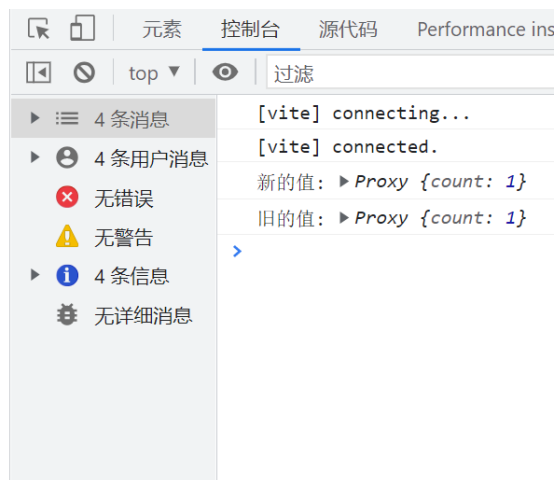 元素 控制台 源代码 Performance ins
top 过滤
4 条消息
4 条用户消息
无错误
无警告
4 条信息
无详细消息
[vite] connecting...
[vite] connected.
新的值: ▶Proxy {count: 1}
旧的值: ▶Proxy {count: 1}
>